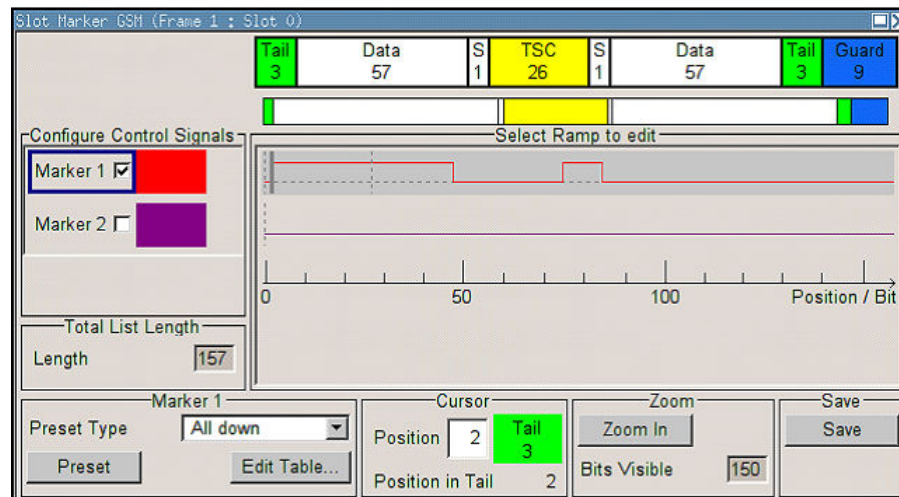 Slot Marker GSM (Frame 1 : Slot 0)
Tail Data S TSC S Data Tail Guard
3 57 1 26 1 57 3 9
Configure Control Signals
Select Ramp to edit
Marker 1
Marker 2
0 50 100 Position / Bit
Total List Length
Length 157
Marker 1
Preset Type All down
Preset Edit Table...
Cursor
Position 2 Tail
3
Position in Tail 2
Zoom
Zoom In
Bits Visible 150
Save
Save